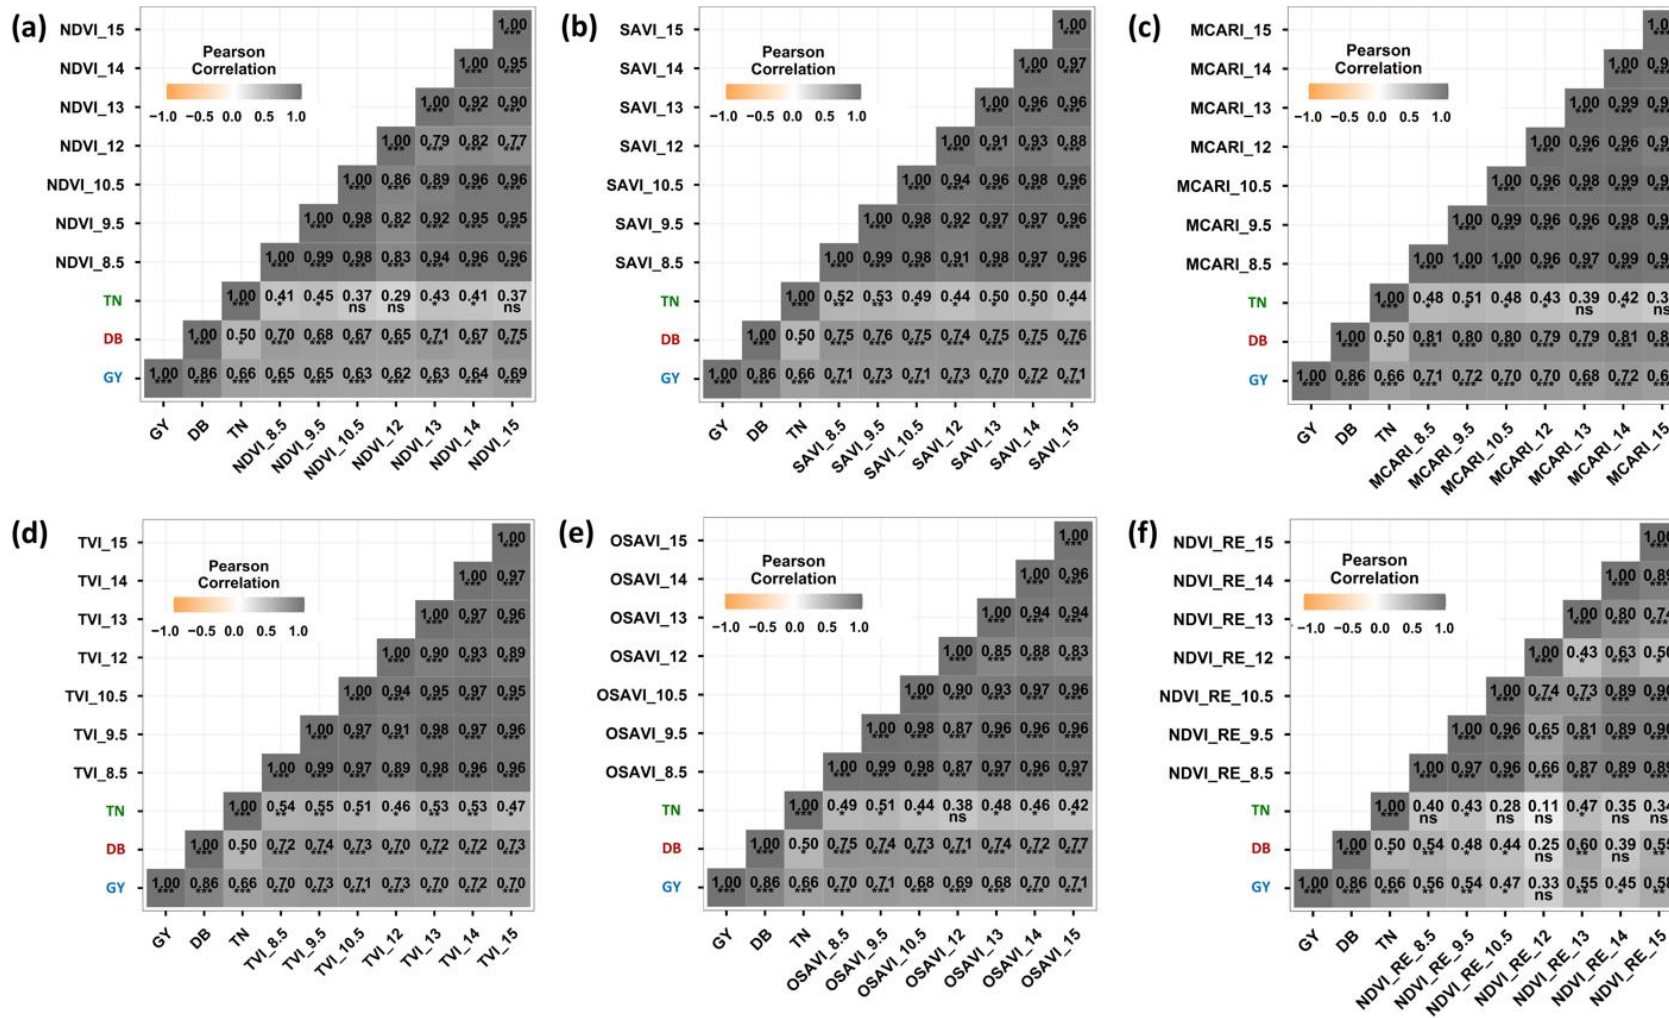 (a)
Pearson
Correlation
−1.0 −0.5 0.0 0.5 1.0
NDVI_15 1.00
***
NDVI_14 1.00 0.95
*** ***
NDVI_13 1.00 0.92 0.90
*** *** ***
NDVI_12 1.00 0.79 0.82 0.77
*** *** *** ***
NDVI_10.5 1.00 0.86 0.89 0.96 0.96
*** *** *** *** ***
NDVI_9.5 1.00 0.98 0.82 0.92 0.95 0.95
*** *** *** *** *** ***
NDVI_8.5 1.00 0.99 0.98 0.83 0.94 0.96 0.96
*** *** *** *** *** *** ***
TN 1.00 0.41 0.45 0.37 0.29 0.43 0.41 0.37
*** * * ns ns * * ns
DB 1.00 0.50 0.70 0.68 0.67 0.65 0.71 0.67 0.75
*** * *** *** *** *** *** *** ***
GY 1.00 0.86 0.66 0.65 0.65 0.63 0.62 0.63 0.64 0.69
*** *** *** *** *** *** *** *** *** ***
GY DB TN NDVI_8.5 NDVI_9.5 NDVI_10.5 NDVI_12 NDVI_13 NDVI_14 NDVI_15
(b)
Pearson
Correlation
−1.0 −0.5 0.0 0.5 1.0
SAVI_15 1.00
***
SAVI_14 1.00 0.97
*** ***
SAVI_13 1.00 0.96 0.96
*** *** ***
SAVI_12 1.00 0.91 0.93 0.88
*** *** *** ***
SAVI_10.5 1.00 0.94 0.96 0.98 0.96
*** *** *** *** ***
SAVI_9.5 1.00 0.98 0.92 0.97 0.97 0.96
*** *** *** *** *** ***
SAVI_8.5 1.00 0.99 0.98 0.91 0.98 0.97 0.96
*** *** *** *** *** *** ***
TN 1.00 0.52 0.53 0.49 0.44 0.50 0.50 0.44
*** ** ** * * * * *
DB 1.00 0.50 0.75 0.76 0.75 0.74 0.75 0.75 0.76
*** * *** *** *** *** *** *** ***
GY 1.00 0.86 0.66 0.71 0.73 0.71 0.73 0.70 0.72 0.71
*** *** *** *** *** *** *** *** *** ***
GY DB TN SAVI_8.5 SAVI_9.5 SAVI_10.5 SAVI_12 SAVI_13 SAVI_14 SAVI_15
(c)
Pearson
Correlation
−1.0 −0.5 0.0 0.5 1.0
MCARI_15
MCARI_14 1.00
***
MCARI_13 1.00 0.99
*** ***
MCARI_12 1.00 0.96 0.96
*** *** ***
MCARI_10.5 1.00 0.96 0.98 0.99
*** *** *** ***
MCARI_9.5 1.00 0.99 0.96 0.96 0.98
*** *** *** *** ***
MCARI_8.5 1.00 1.00 1.00 0.96 0.97 0.99
*** *** *** *** *** ***
TN 1.00 0.48 0.51 0.48 0.43 0.39 0.42
*** * * * * ns * ns
DB 1.00 0.50 0.81 0.80 0.80 0.79 0.79 0.81
*** * *** *** *** *** *** ***
GY 1.00 0.86 0.66 0.71 0.72 0.70 0.70 0.68 0.72
*** *** *** *** *** *** *** *** ***
GY DB TN MCARI_8.5 MCARI_9.5 MCARI_10.5 MCARI_12 MCARI_13 MCARI_14 MCARI_15
(d)
Pearson
Correlation
−1.0 −0.5 0.0 0.5 1.0
TVI_15 1.00
***
TVI_14 1.00 0.97
*** ***
TVI_13 1.00 0.97 0.96
*** *** ***
TVI_12 1.00 0.90 0.93 0.89
*** *** *** ***
TVI_10.5 1.00 0.94 0.95 0.97 0.95
*** *** *** *** ***
TVI_9.5 1.00 0.97 0.91 0.98 0.97 0.96
*** *** *** *** *** ***
TVI_8.5 1.00 0.99 0.97 0.89 0.98 0.96 0.96
*** *** *** *** *** *** ***
TN 1.00 0.54 0.55 0.51 0.46 0.53 0.53 0.47
*** ** ** * * ** ** *
DB 1.00 0.50 0.72 0.74 0.73 0.70 0.72 0.72 0.73
*** * *** *** *** *** *** *** ***
GY 1.00 0.86 0.66 0.70 0.73 0.71 0.73 0.70 0.72 0.70
*** *** *** *** *** *** *** *** *** ***
GY DB TN TVI_8.5 TVI_9.5 TVI_10.5 TVI_12 TVI_13 TVI_14 TVI_15
(e)
Pearson
Correlation
−1.0 −0.5 0.0 0.5 1.0
OSAVI_15 1.00
***
OSAVI_14 1.00 0.96
*** ***
OSAVI_13 1.00 0.94 0.94
*** *** ***
OSAVI_12 1.00 0.85 0.88 0.83
*** *** *** ***
OSAVI_10.5 1.00 0.90 0.93 0.97 0.96
*** *** *** *** ***
OSAVI_9.5 1.00 0.98 0.87 0.96 0.96 0.96
*** *** *** *** *** ***
OSAVI_8.5 1.00 0.99 0.98 0.87 0.97 0.96 0.97
*** *** *** *** *** *** ***
TN 1.00 0.49 0.51 0.44 0.38 0.48 0.46 0.42
*** * * * ns * * *
DB 1.00 0.50 0.75 0.74 0.73 0.71 0.74 0.72 0.77
*** * *** *** *** *** *** *** ***
GY 1.00 0.86 0.66 0.70 0.71 0.68 0.69 0.68 0.70 0.71
*** *** *** *** *** *** *** *** *** ***
GY DB TN OSAVI_8.5 OSAVI_9.5 OSAVI_10.5 OSAVI_12 OSAVI_13 OSAVI_14 OSAVI_15
(f)
Pearson
Correlation
−1.0 −0.5 0.0 0.5 1.0
NDVI_RE_15 1.00
***
NDVI_RE_14 1.00 0.89
*** ***
NDVI_RE_13 1.00 0.80 0.74
*** *** ***
NDVI_RE_12 1.00 0.43 0.63 0.50
*** * *** *
NDVI_RE_10.5 1.00 0.74 0.73 0.89 0.90
*** *** *** *** ***
NDVI_RE_9.5 1.00 0.96 0.65 0.81 0.89 0.90
*** *** *** *** *** ***
NDVI_RE_8.5 1.00 0.97 0.96 0.66 0.87 0.89 0.89
*** *** *** *** *** *** ***
TN 1.00 0.40 0.43 0.28 0.11 0.47 0.35 0.34
*** ns * ns ns * ns ns
DB 1.00 0.50 0.54 0.48 0.44 0.25 0.60 0.39 0.55
*** * ** * * ns ** ns **
GY 1.00 0.86 0.66 0.56 0.54 0.47 0.33 0.55 0.45 0.58
*** *** *** ** ** * ns ** * **
GY DB TN NDVI_RE_8.5 NDVI_RE_9.5 NDVI_RE_10.5 NDVI_RE_12 NDVI_RE_13 NDVI_RE_14 NDVI_RE_15